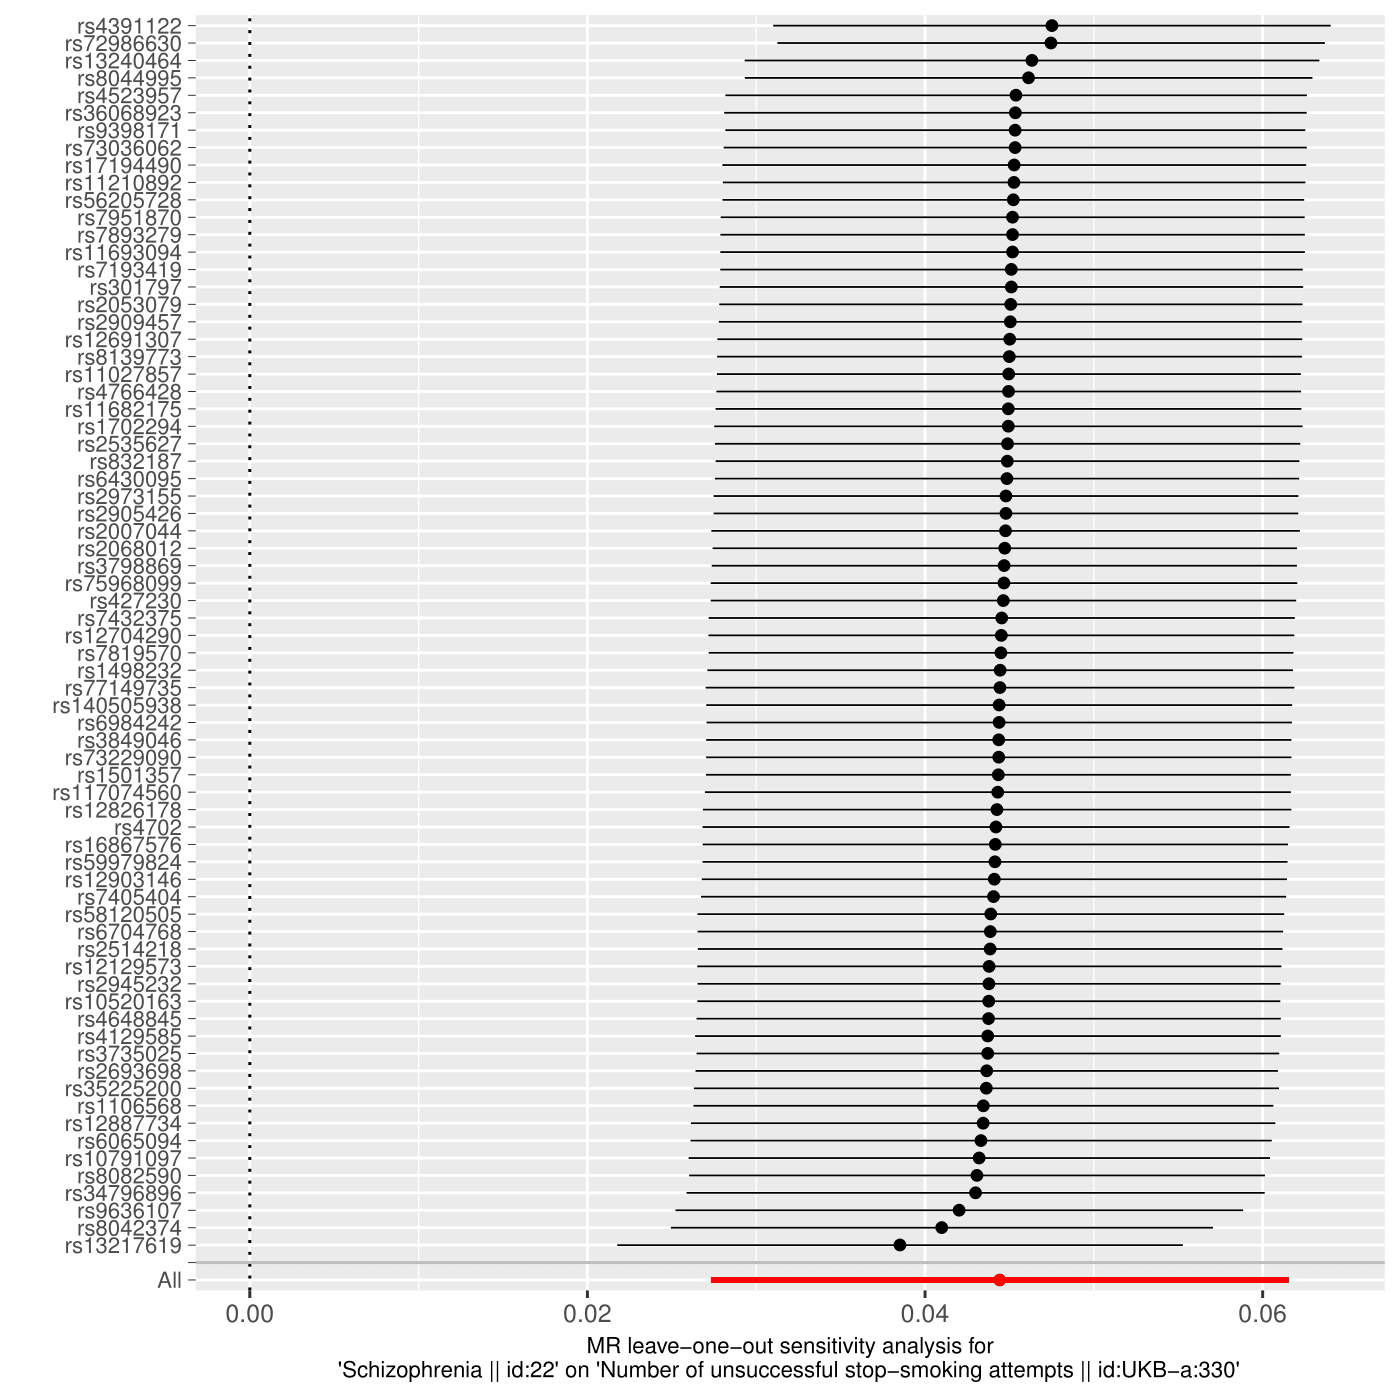 rs4391122
rs72986630
rs13240464
rs8044995
rs4523957
rs36068923
rs9398171
rs73036062
rs17194490
rs11210892
rs56205728
rs7951870
rs7893279
rs11693094
rs7193419
rs301797
rs2053079
rs2909457
rs12691307
rs8139773
rs11027857
rs4766428
rs11682175
rs1702294
rs2535627
rs832187
rs6430095
rs2973155
rs2905426
rs2007044
rs2068012
rs3798869
rs75968099
rs427230
rs7432375
rs12704290
rs7819570
rs1498232
rs77149735
rs140505938
rs6984242
rs3849046
rs73229090
rs1501357
rs117074560
rs12826178
rs4702
rs16867576
rs59979824
rs12903146
rs7405404
rs58120505
rs6704768
rs2514218
rs12129573
rs2945232
rs10520163
rs4648845
rs4129585
rs3735025
rs2693698
rs35225200
rs1106568
rs12887734
rs6065094
rs10791097
rs8082590
rs34796896
rs9636107
rs8042374
rs13217619
All
0.00 0.02 0.04 0.06
MR leave−one−out sensitivity analysis for
'Schizophrenia || id:22' on 'Number of unsuccessful stop−smoking attempts || id:UKB−a:330'